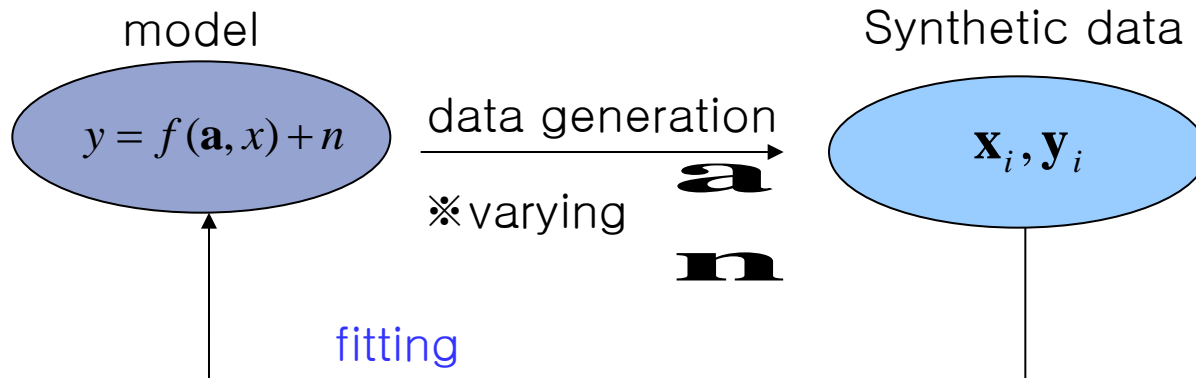 model
Synthetic data
y = f(a, x) + n
data generation
x_i, y_i
a
※varying
n
fitting